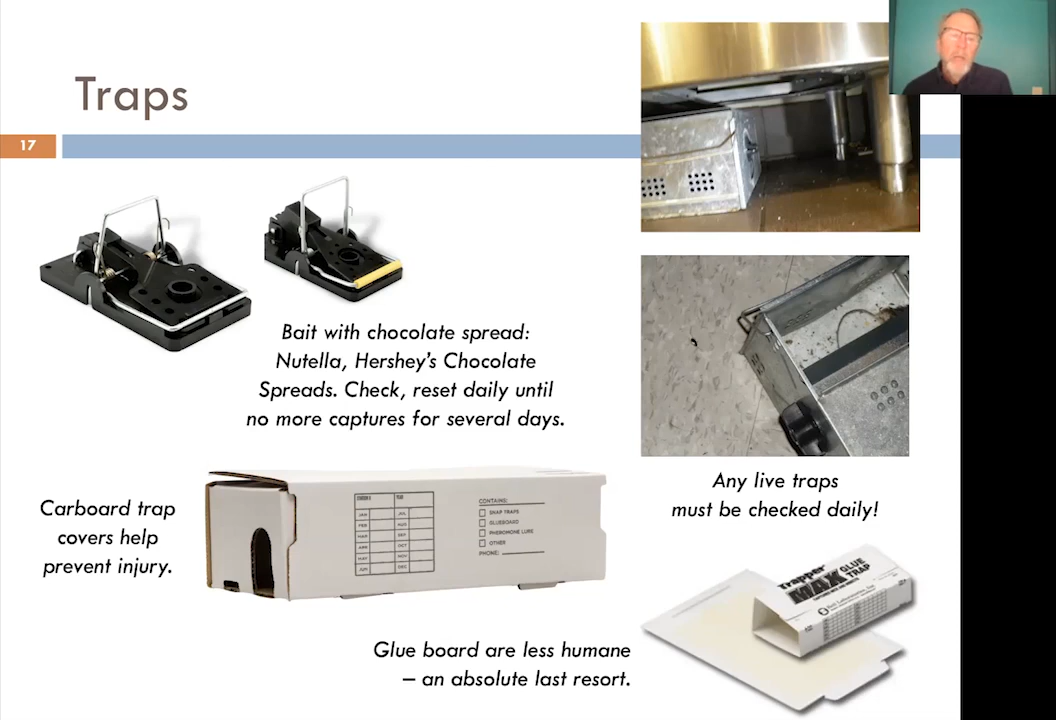 Traps
17
Bait with chocolate spread:
Nutella, Hershey's Chocolate
Spreads. Check, reset daily until
no more captures for several days.
Any live traps
must be checked daily!
Carboard trap
covers help
prevent injury.
CONTAINS:
SNAP TRAPS
GLUEBOARD
PHEROMONE LURE
OTHER
PHONE:
JAN JUL
FEB AUG
MAR SEP
APR OCT
MAY NOV
JUN DEC
Trapper
MAX GLUE
TRAP
Glue board are less humane
– an absolute last resort.